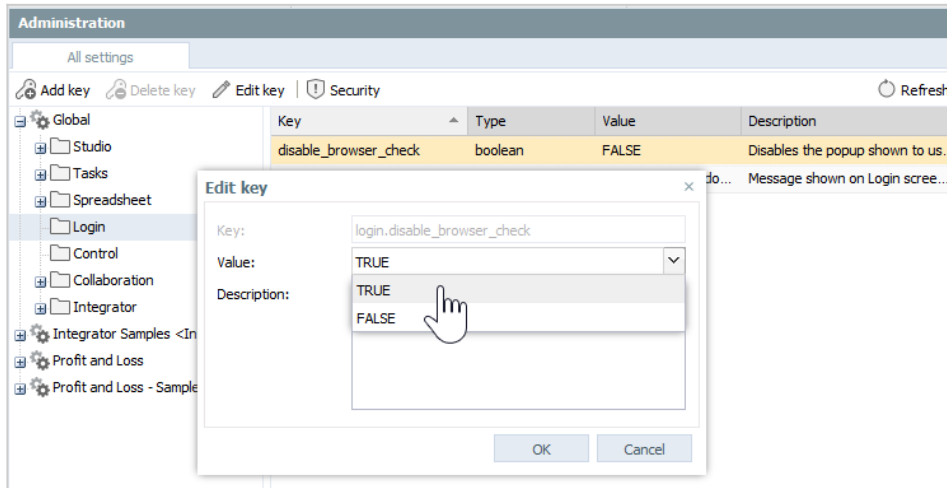 Administration
All settings
Add key Delete key Edit key Security Refresh
Global
Studio
Tasks
Spreadsheet
Login
Control
Collaboration
Integrator
Integrator Samples <In
Profit and Loss
Profit and Loss - Sample
Key Type Value Description
disable_browser_check boolean FALSE Disables the popup shown to us...
do... Message shown on Login scree...
Edit key
Key: login.disable_browser_check
Value: TRUE
TRUE
FALSE
Description:
OK Cancel